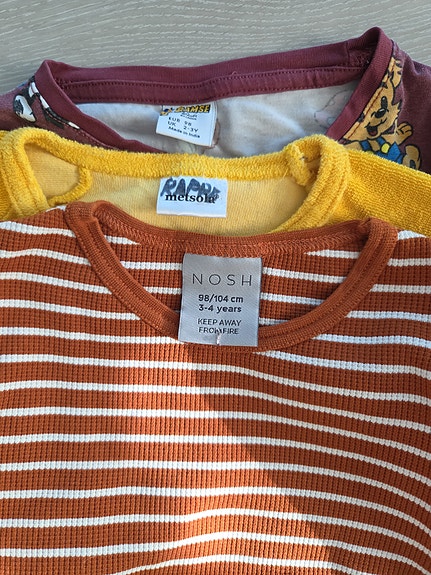 BAMSE
EUR 98
UK 2-3Y
Made in India
metsola
NOSH
98/104 cm
3-4 years
KEEP AWAY
FROM FIRE